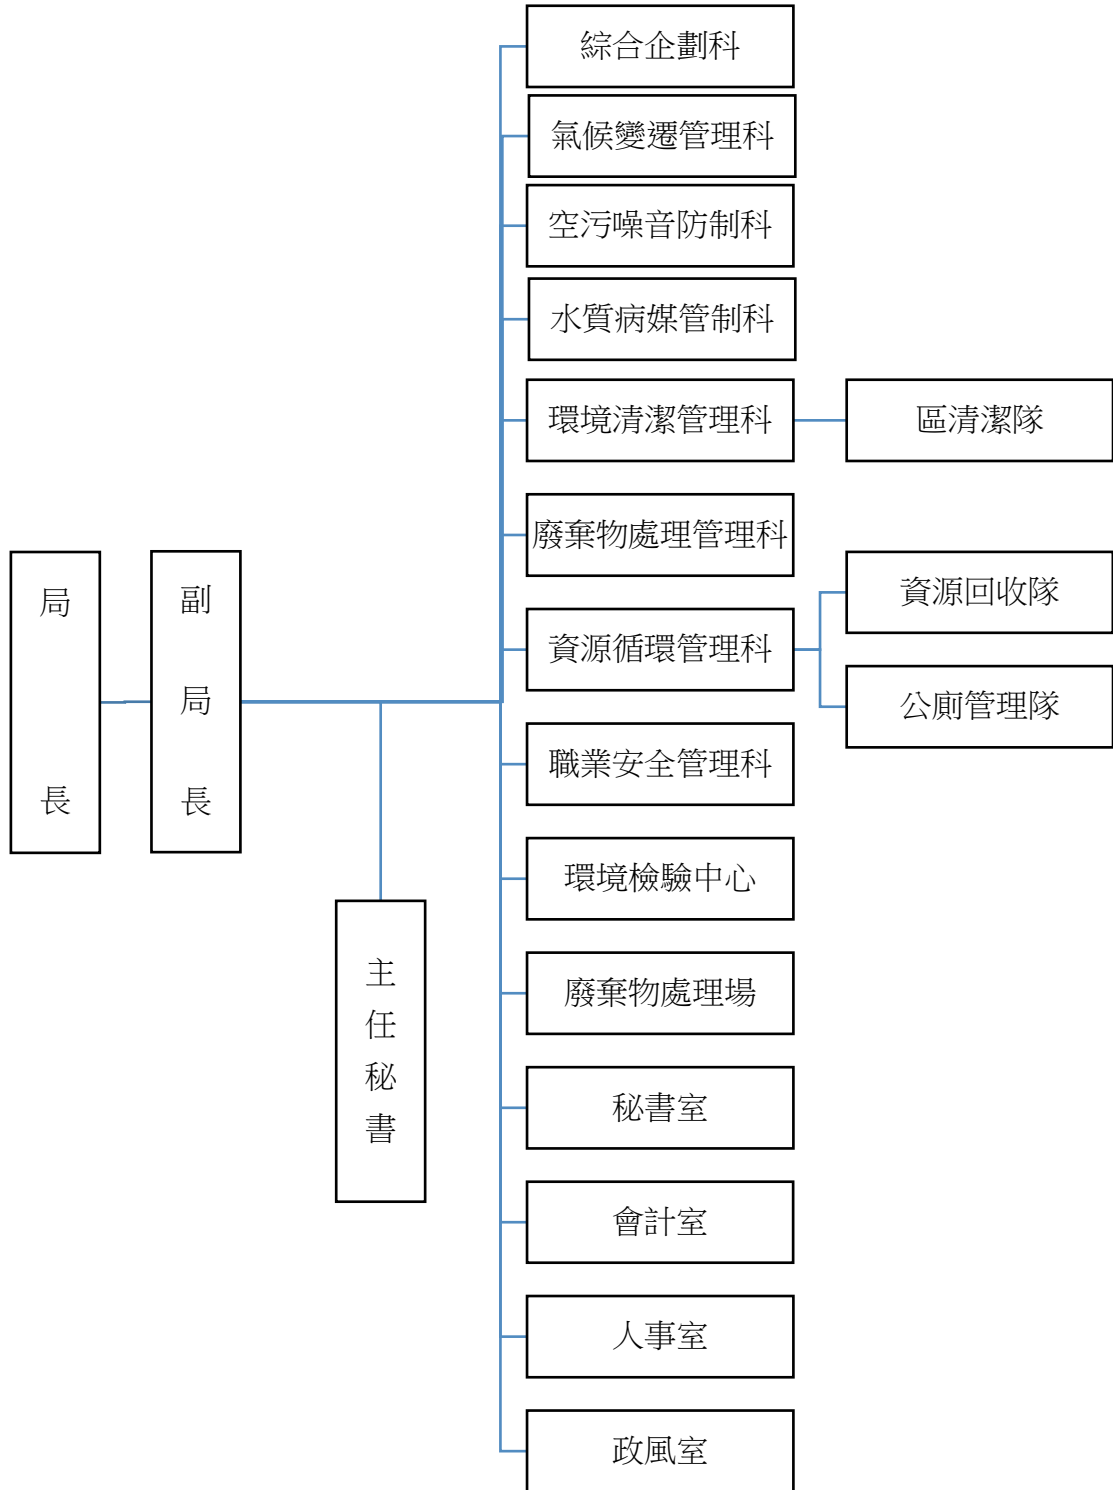 局長
副局長
主任秘書
綜合企劃科
氣候變遷管理科
空污噪音防制科
水質病媒管制科
環境清潔管理科
區清潔隊
廢棄物處理管理科
資源循環管理科
資源回收隊
公廁管理隊
職業安全管理科
環境檢驗中心
廢棄物處理場
秘書室
會計室
人事室
政風室